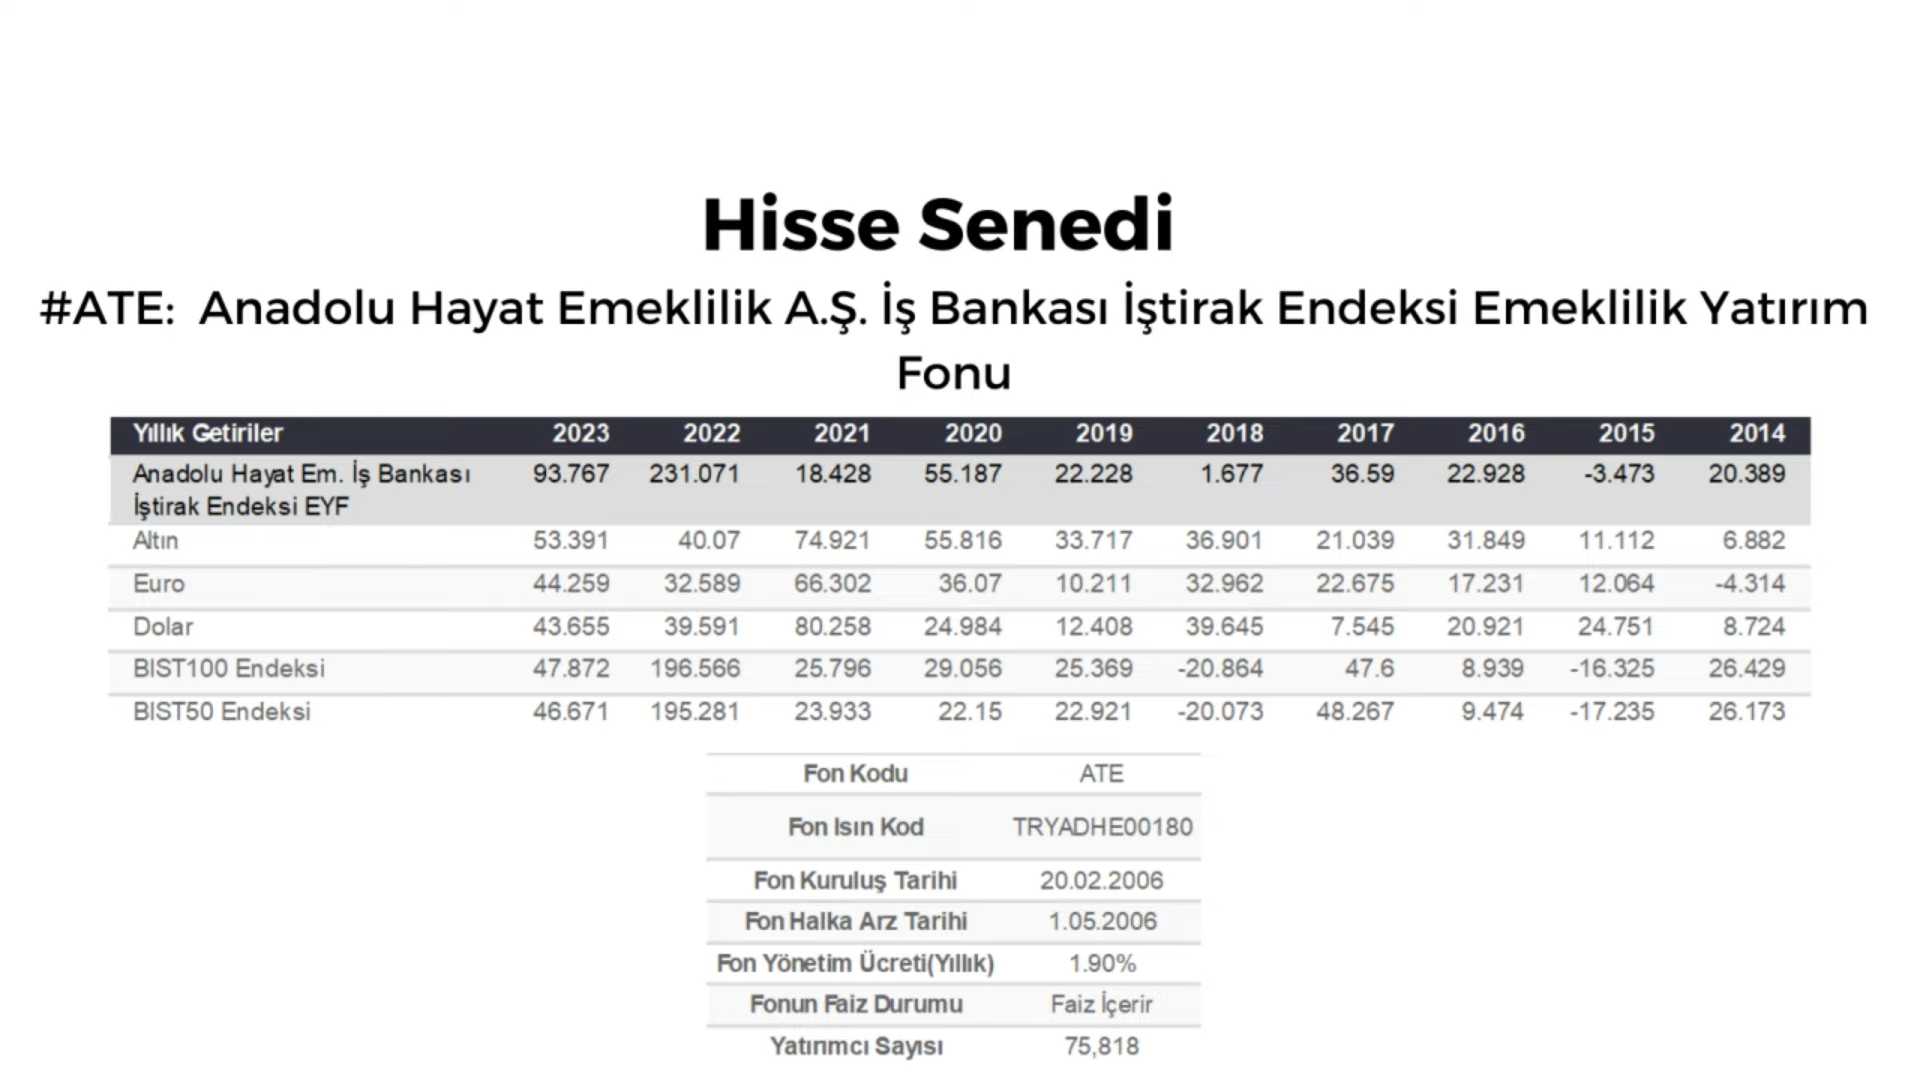 Hisse Senedi
#ATE: Anadolu Hayat Emeklilik A.Ş. İş Bankası İştirak Endeksi Emeklilik Yatırım
Fonu
Yıllık Getiriler 2023 2022 2021 2020 2019 2018 2017 2016 2015 2014
Anadolu Hayat Em. İş Bankası 93.767 231.071 18.428 55.187 22.228 1.677 36.59 22.928 -3.473 20.389
İştirak Endeksi EYF
Altın 53.391 40.07 74.921 55.816 33.717 36.901 21.039 31.849 11.112 6.882
Euro 44.259 32.589 66.302 36.07 10.211 32.962 22.675 17.231 12.064 -4.314
Dolar 43.655 39.591 80.258 24.984 12.408 39.645 7.545 20.921 24.751 8.724
BIST100 Endeksi 47.872 196.566 25.796 29.056 25.369 -20.864 47.6 8.939 -16.325 26.429
BIST50 Endeksi 46.671 195.281 23.933 22.15 22.921 -20.073 48.267 9.474 -17.235 26.173
Fon Kodu ATE
Fon Isın Kod TRYADHE00180
Fon Kuruluş Tarihi 20.02.2006
Fon Halka Arz Tarihi 1.05.2006
Fon Yönetim Ücreti(Yıllık) 1.90%
Fonun Faiz Durumu Faiz İçerir
Yatırımcı Sayısı 75,818